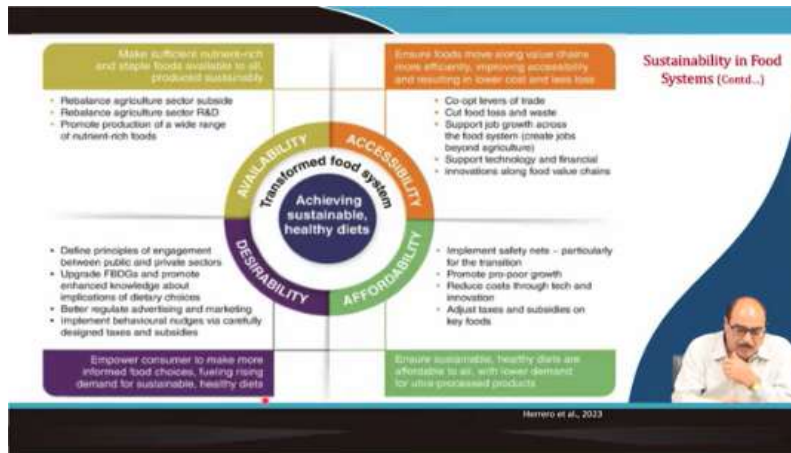 Make sufficient nutrient-rich
and staple foods available to all,
produced sustainably
• Rebalance agriculture sector subside
• Rebalance agriculture sector R&D
• Promote production of a wide range
of nutrient-rich foods
Ensure foods move along value chains
more efficiently, improving accessibility
and resulting in lower cost and less loss
• Co-opt levers of trade
• Cut food loss and waste
• Support job growth across
the food system (create jobs
beyond agriculture)
• Support technology and financial
• innovations along food value chains
Sustainability in Food
Systems (Contd...)
AVAILABILITY
ACCESSIBILITY
Transformed food system
Achieving
sustainable,
healthy diets
DESIRABILITY
AFFORDABILITY
• Define principles of engagement
between public and private sectors
• Upgrade FBDGs and promote
enhanced knowledge about
implications of dietary choices
• Better regulate advertising and marketing
• Implement behavioural nudges via carefully
designed taxes and subsidies
Empower consumer to make more
informed food choices, fueling rising
demand for sustainable, healthy diets
• Implement safety nets – particularly
for the transition
• Promote pro-poor growth
• Reduce costs through tech and
innovation
• Adjust taxes and subsidies on
key foods
Ensure sustainable, healthy diets are
affordable to air, with lower demand
for ultra-processed products
Herrero et al., 2023